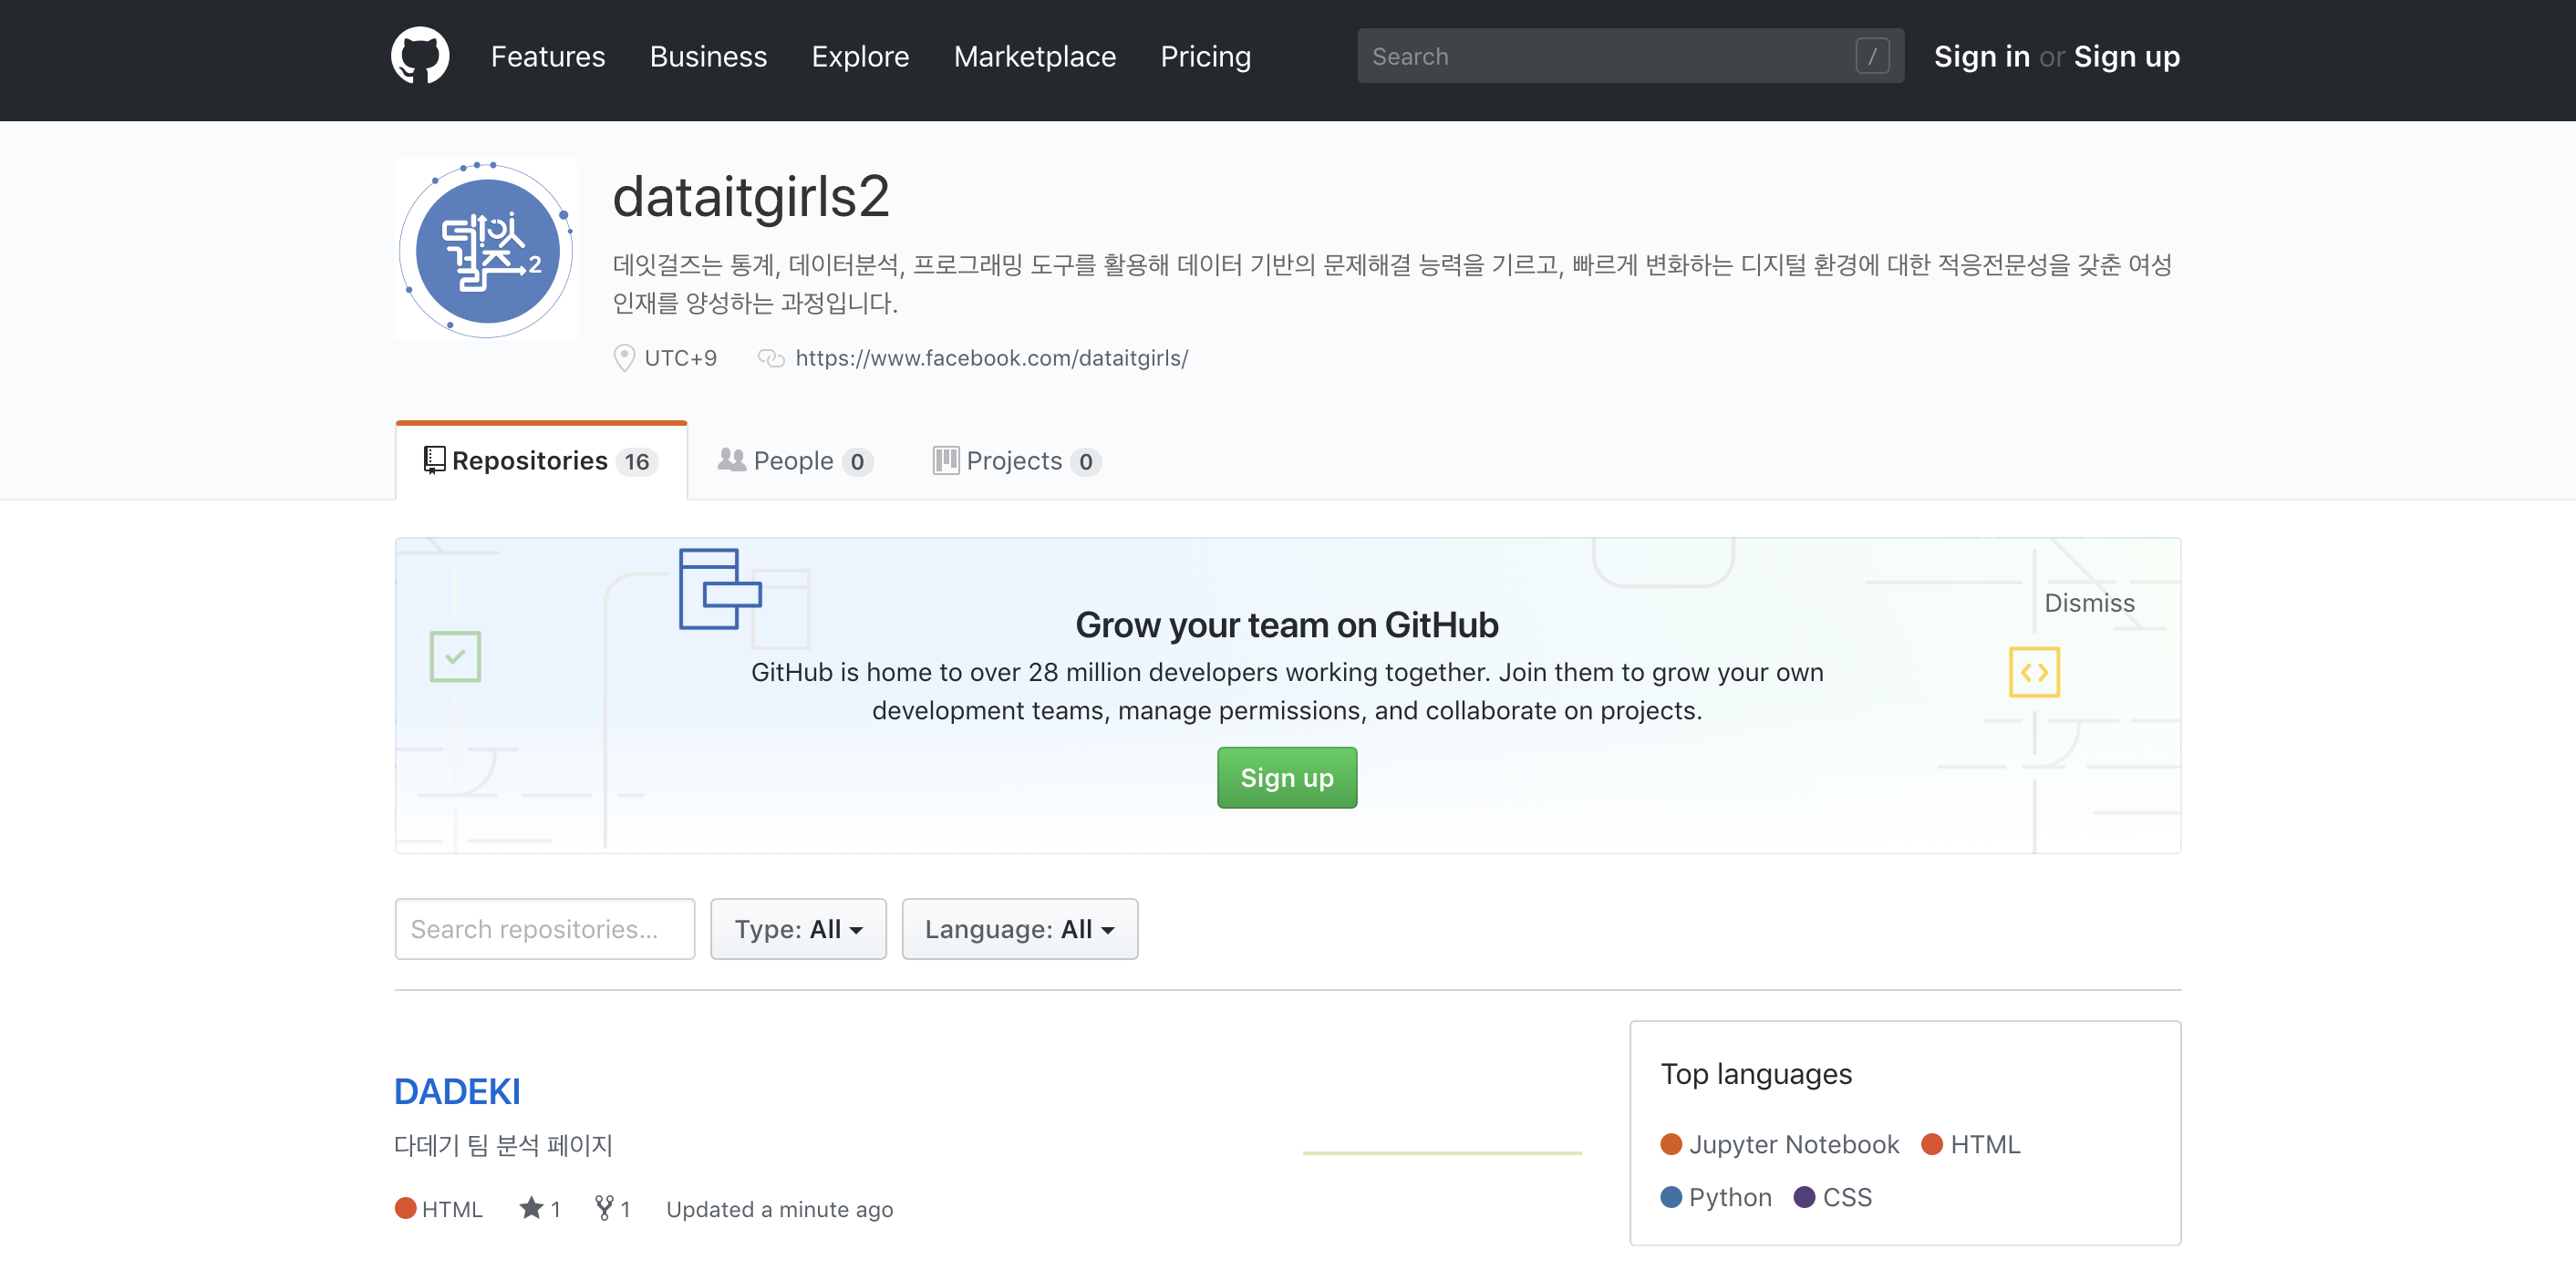 Features Business Explore Marketplace Pricing Search / Sign in or Sign up
데잇걸즈2
dataitgirls2
데잇걸즈는 통계, 데이터분석, 프로그래밍 도구를 활용해 데이터 기반의 문제해결 능력을 기르고, 빠르게 변화하는 디지털 환경에 대한 적응전문성을 갖춘 여성
인재를 양성하는 과정입니다.
UTC+9 https://www.facebook.com/dataitgirls/
Repositories 16 People 0 Projects 0
Dismiss
Grow your team on GitHub
GitHub is home to over 28 million developers working together. Join them to grow your own
development teams, manage permissions, and collaborate on projects.
Sign up
Search repositories... Type: All Language: All
DADEKI
다데기 팀 분석 페이지
HTML 1 1 Updated a minute ago
Top languages
Jupyter Notebook HTML
Python CSS